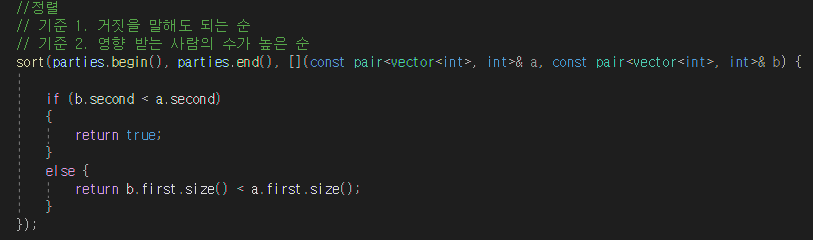 //정렬
// 기준 1. 거짓을 말해도 되는 순
// 기준 2. 영향 받는 사람의 수가 높은 순
sort(parties.begin(), parties.end(), [](const pair<vector<int>, int>& a, const pair<vector<int>, int>& b) {
if (b.second < a.second)
{
return true;
}
else {
return b.first.size() < a.first.size();
}
});